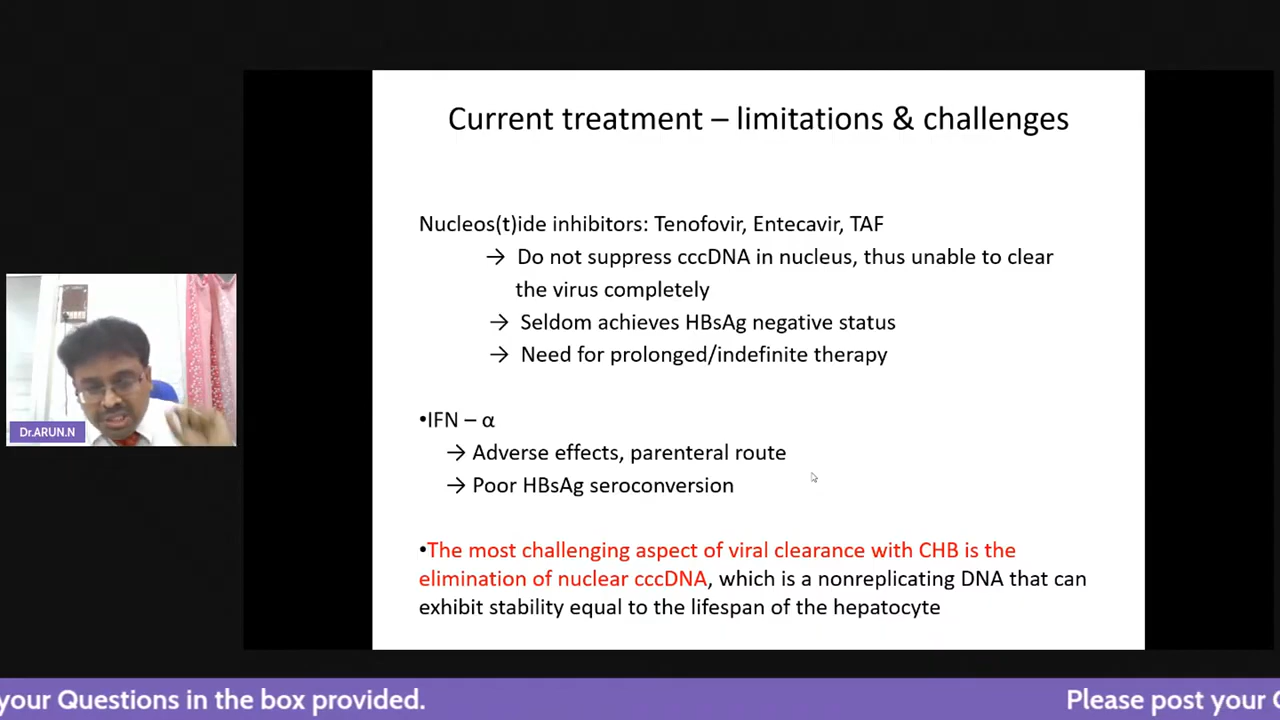 Current treatment – limitations & challenges
Nucleos(t)ide inhibitors: Tenofovir, Entecavir, TAF
→ Do not suppress cccDNA in nucleus, thus unable to clear
the virus completely
→ Seldom achieves HBsAg negative status
→ Need for prolonged/indefinite therapy
•IFN – α
→ Adverse effects, parenteral route
→ Poor HBsAg seroconversion
•The most challenging aspect of viral clearance with CHB is the
elimination of nuclear cccDNA, which is a nonreplicating DNA that can
exhibit stability equal to the lifespan of the hepatocyte
Dr.ARUN.N
your Questions in the box provided.
Please post your